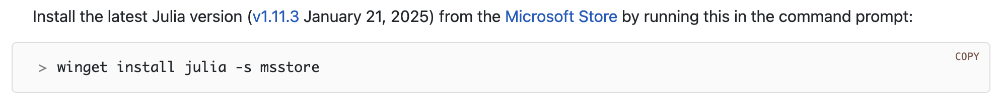 Install the latest Julia version (v1.11.3 January 21, 2025) from the Microsoft Store by running this in the command prompt:
COPY
> winget install julia -s msstore